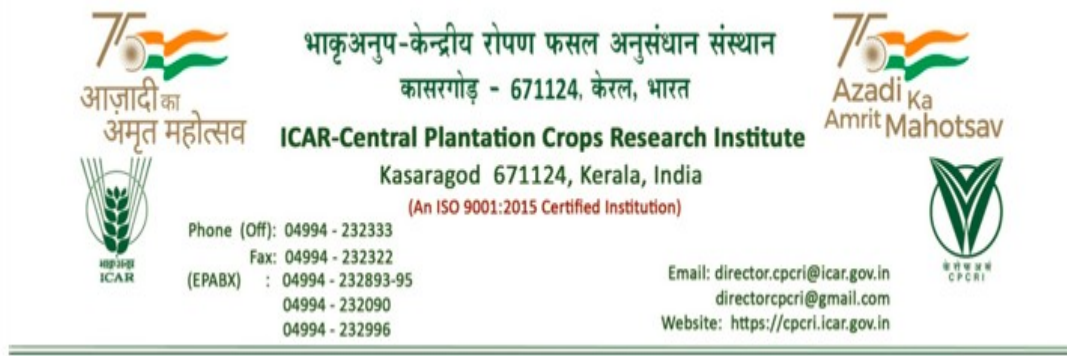 75
आज़ादी का
अमृत महोत्सव
भाकृअनुप-केन्द्रीय रोपण फसल अनुसंधान संस्थान
कासरगोड़ - 671124, केरल, भारत
ICAR-Central Plantation Crops Research Institute
Kasaragod 671124, Kerala, India
(An ISO 9001:2015 Certified Institution)
75
Azadi Ka
Amrit Mahotsav
भाकृअनुप
ICAR
Phone (Off): 04994 - 232333
Fax: 04994 - 232322
(EPABX) : 04994 - 232893-95
04994 - 232090
04994 - 232996
Email: director.cpcri@icar.gov.in
directorcpcri@gmail.com
Website: https://cpcri.icar.gov.in
CPCRI